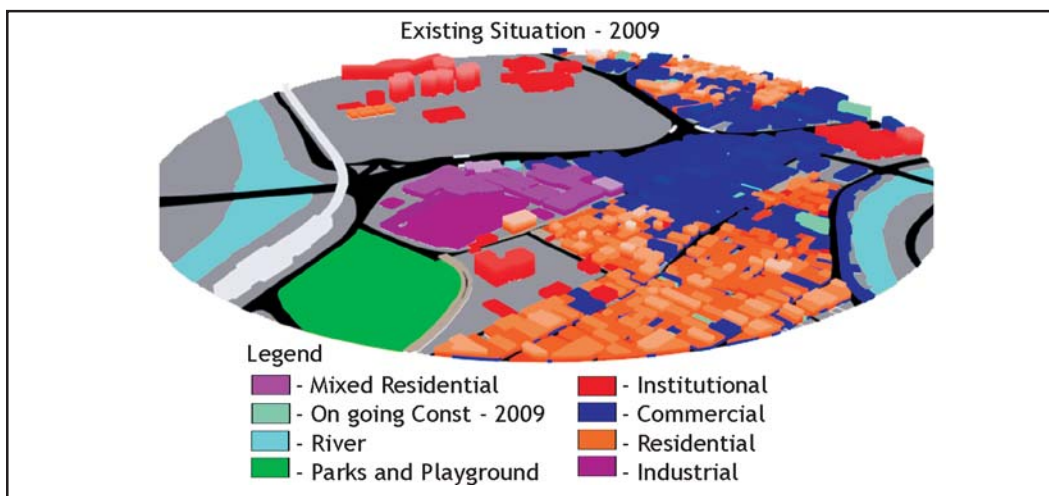 Existing Situation - 2009
Legend
- Mixed Residential
- On going Const - 2009
- River
- Parks and Playground
- Institutional
- Commercial
- Residential
- Industrial